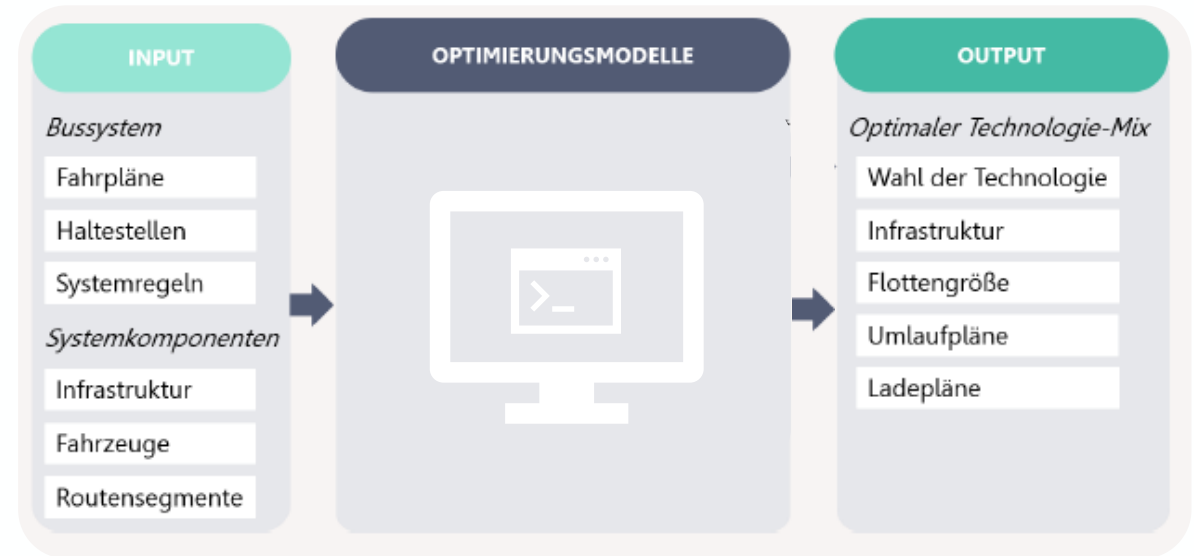 INPUT
Bussystem
Fahrpläne
Haltestellen
Systemregeln
Systemkomponenten
Infrastruktur
Fahrzeuge
Routensegmente
OPTIMIERUNGSMODELLE
>_
OUTPUT
Optimaler Technologie-Mix
Wahl der Technologie
Infrastruktur
Flottengröße
Umlaufpläne
Ladepläne